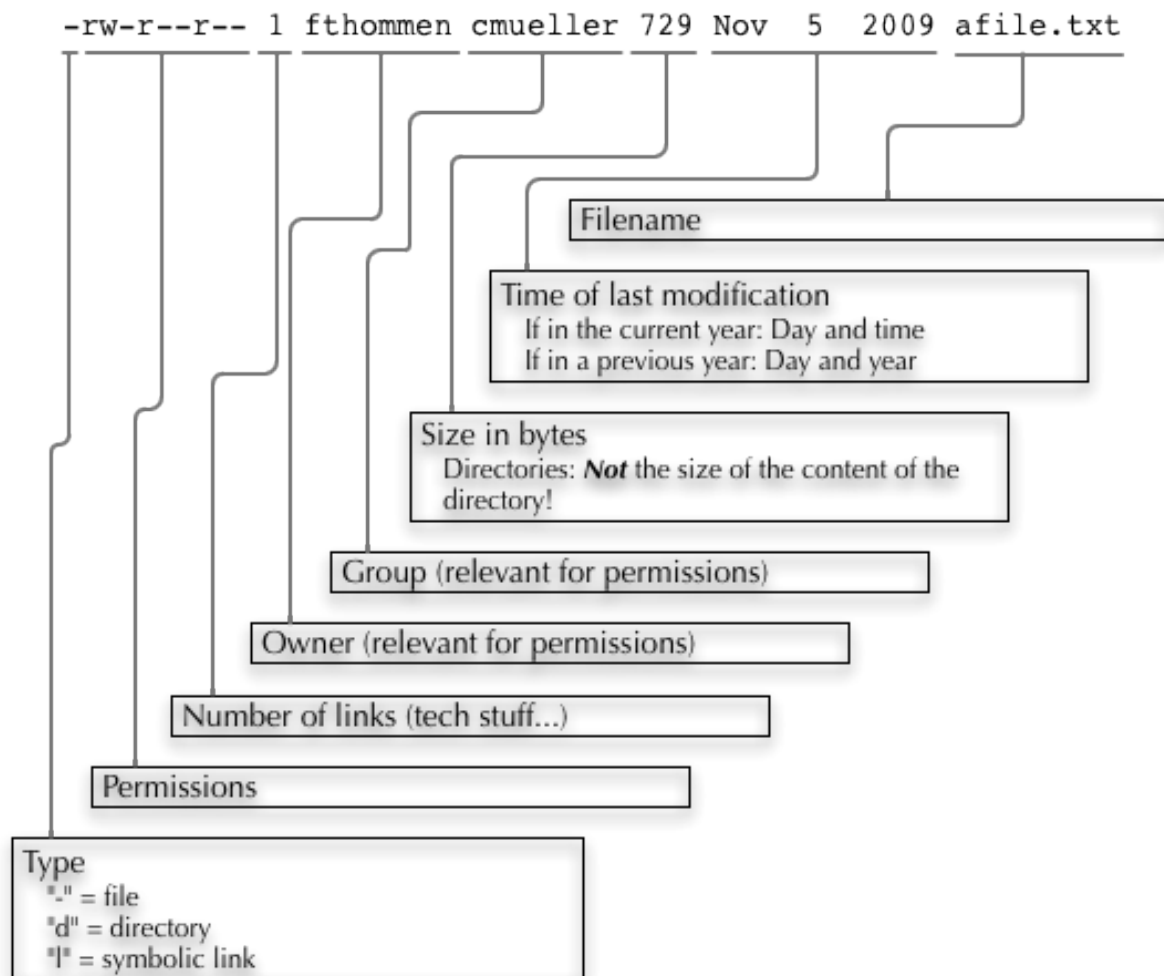 -rw-r--r-- 1 fthommen cmueller 729 Nov 5 2009 afile.txt
Filename
Time of last modification
If in the current year: Day and time
If in a previous year: Day and year
Size in bytes
Directories: Not the size of the content of the
directory!
Group (relevant for permissions)
Owner (relevant for permissions)
Number of links (tech stuff...)
Permissions
Type
"-" = file
"d" = directory
"l" = symbolic link